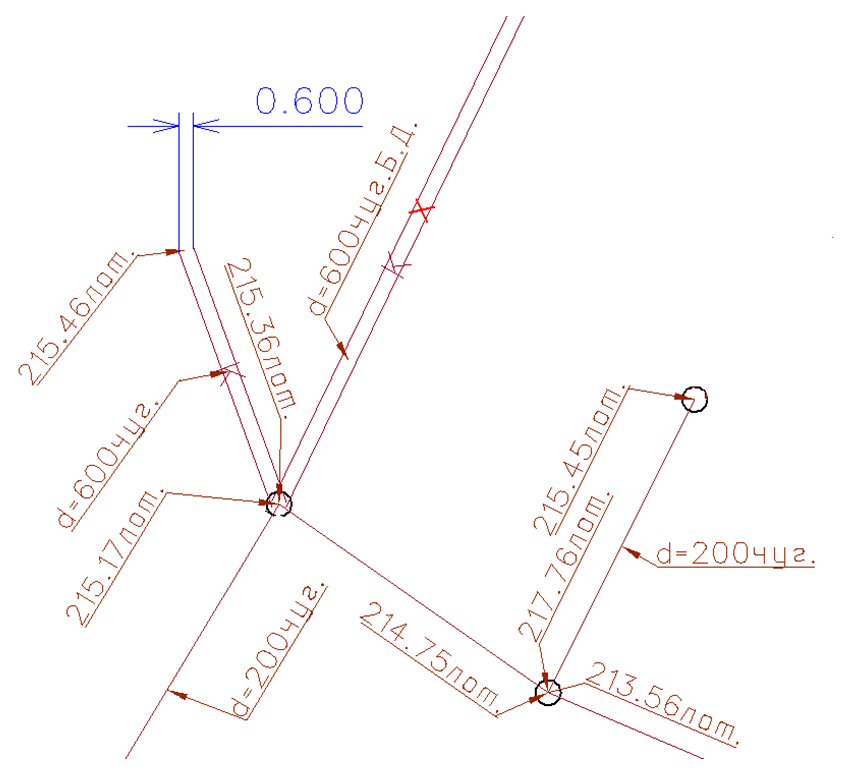 0.600
d=600чуг.Б.Д.
215.46лот.
215.36лот.
d=600чуг.
215.17лот.
215.45лот.
217.76лот.
d=200чуг.
d=200чуг.
214.75лот.
213.56лот.